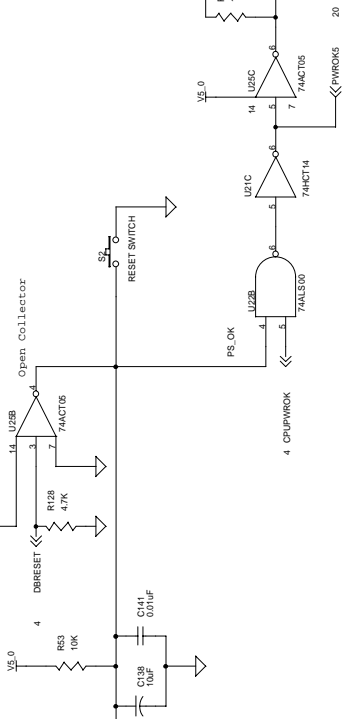 20
6
U25C
74ACT05
V5_0
14
5
7
PWROK5
6
U21C
74HCT14
5
S2
RESET SWITCH
6
U22B
74ALS00
4
5
PS_OK
4 CPUPWROK
Open Collector
U25B
4
74ACT05
14
3
7
R128
4.7K
DBRESET
4
R53
10K
V5_0
C141
0.01uF
C138
10uF